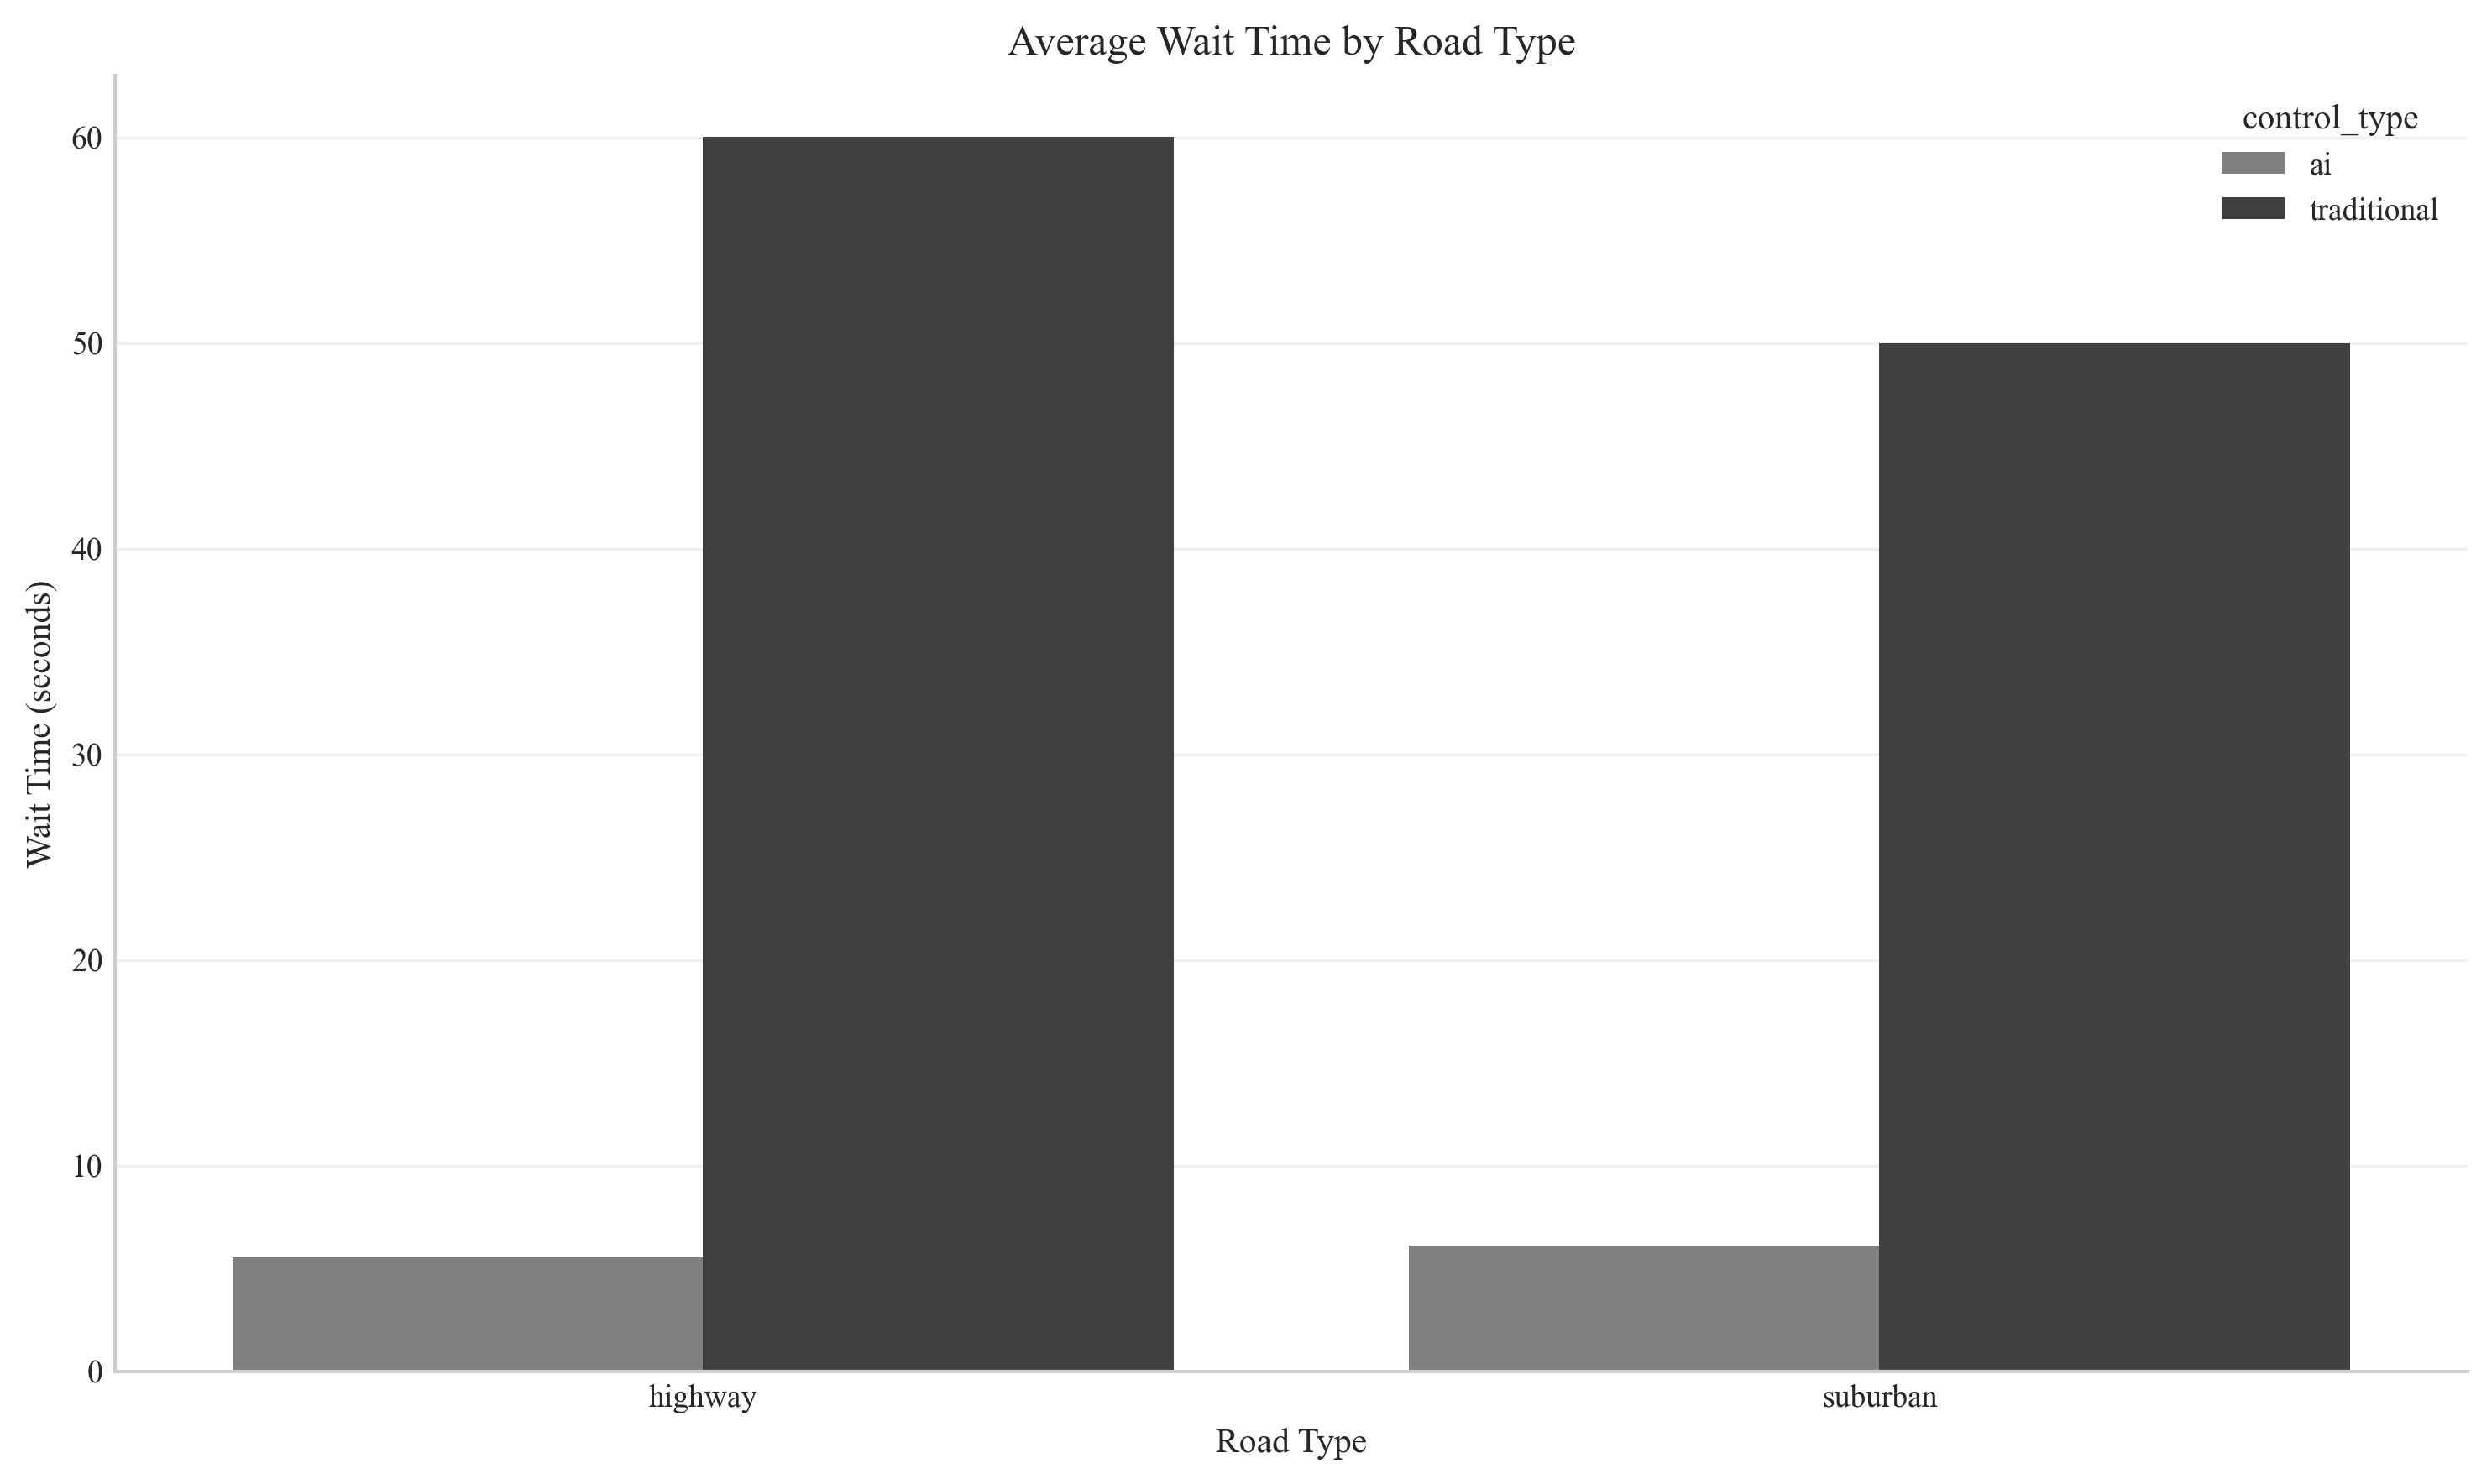 Average Wait Time by Road Type
control_type
ai
traditional
60
50
40
30
20
10
0
Wait Time (seconds)
highway
suburban
Road Type